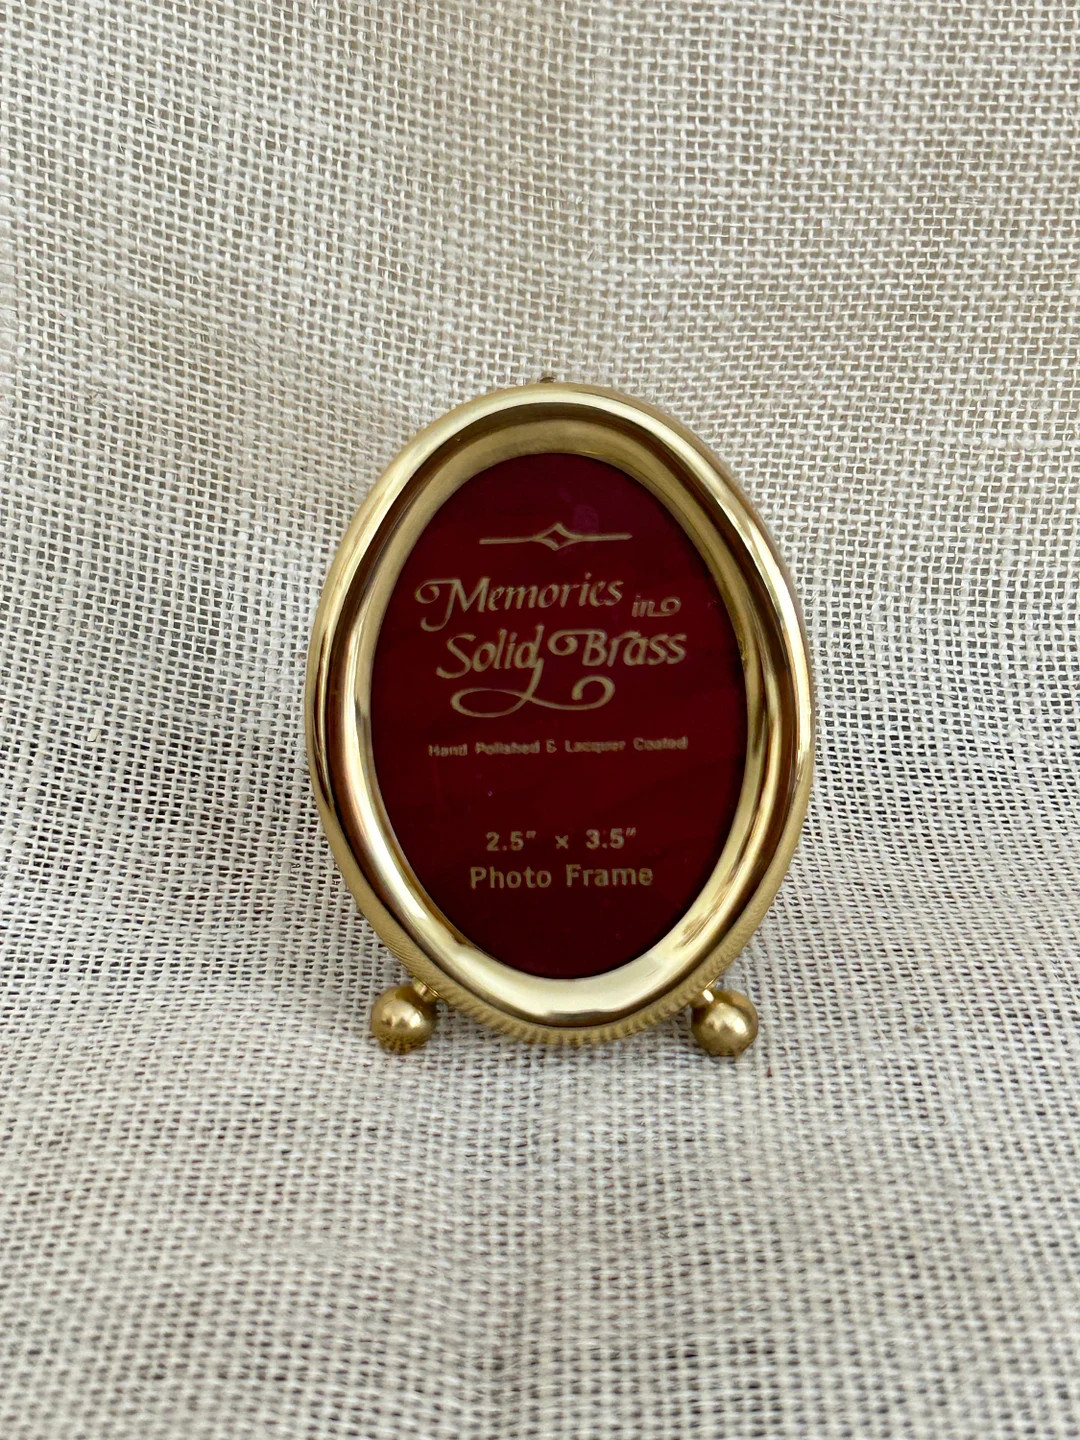 Memories in
Solid Brass
Hand Polished & Lacquer Coated
2.5" x 3.5"
Photo Frame